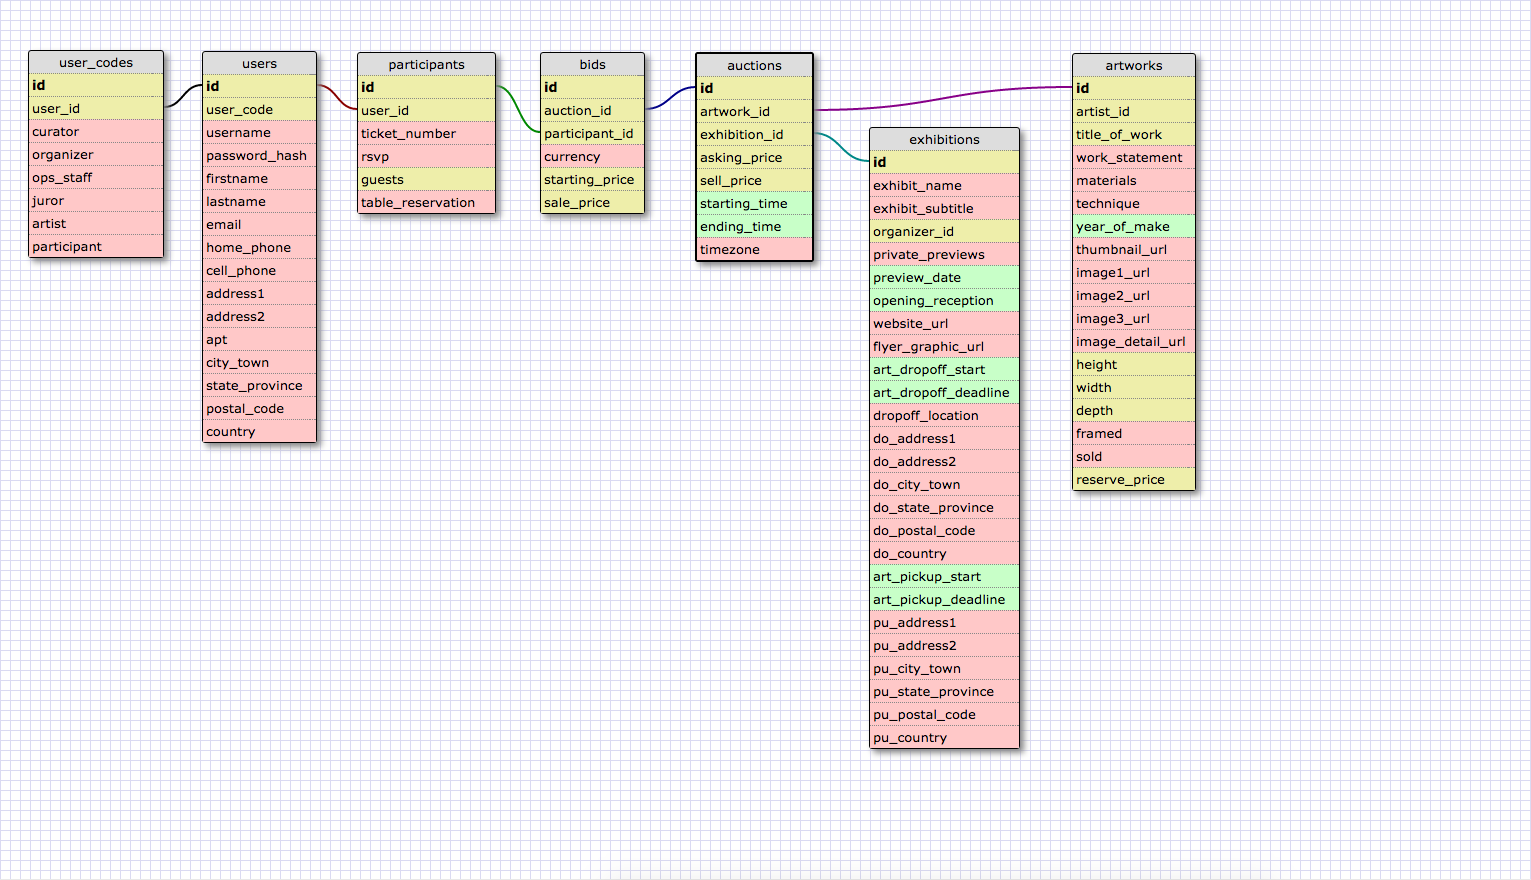 user_codes
id
user_id
curator
organizer
ops_staff
juror
artist
participant
users
id
user_code
username
password_hash
firstname
lastname
email
home_phone
cell_phone
address1
address2
apt
city_town
state_province
postal_code
country
participants
id
user_id
ticket_number
rsvp
guests
table_reservation
bids
id
auction_id
participant_id
currency
starting_price
sale_price
auctions
id
artwork_id
exhibition_id
asking_price
sell_price
starting_time
ending_time
timezone
exhibitions
id
exhibit_name
exhibit_subtitle
organizer_id
private_previews
preview_date
opening_reception
website_url
flyer_graphic_url
art_dropoff_start
art_dropoff_deadline
dropoff_location
do_address1
do_address2
do_city_town
do_state_province
do_postal_code
do_country
art_pickup_start
art_pickup_deadline
pu_address1
pu_address2
pu_city_town
pu_state_province
pu_postal_code
pu_country
artworks
id
artist_id
title_of_work
work_statement
materials
technique
year_of_make
thumbnail_url
image1_url
image2_url
image3_url
image_detail_url
height
width
depth
framed
sold
reserve_price